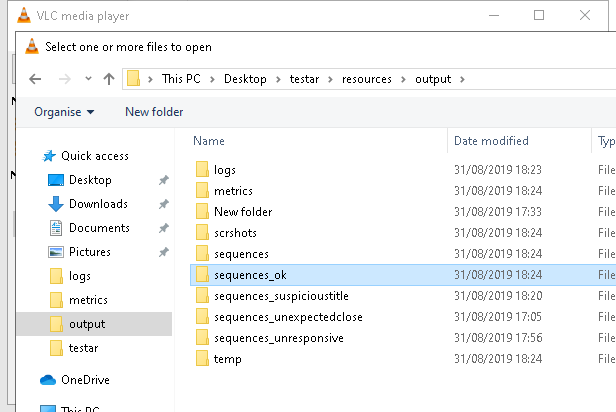 VLC media player
Select one or more files to open
This PC > Desktop > testar > resources > output >
Organise New folder
Name Date modified
Quick access
Desktop
Downloads
Documents
Pictures
logs
metrics
output
testar
OneDrive
This PC
logs 31/08/2019 18:23 File
metrics 31/08/2019 18:24 File
New folder 31/08/2019 17:33 File
scrshots 31/08/2019 18:24 File
sequences 31/08/2019 18:24 File
sequences_ok 31/08/2019 18:24 File
sequences_suspicioustitle 31/08/2019 18:20 File
sequences_unexpectedclose 31/08/2019 17:05 File
sequences_unresponsive 31/08/2019 17:56 File
temp 31/08/2019 18:24 File